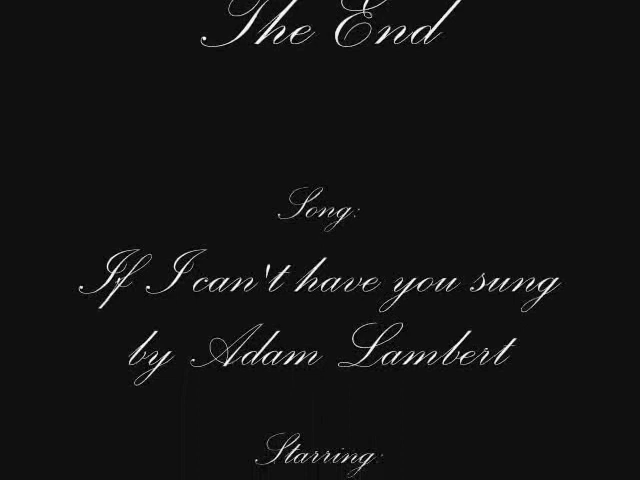 The End
Song:
If I can't have you sung
by Adam Lambert
Starring: